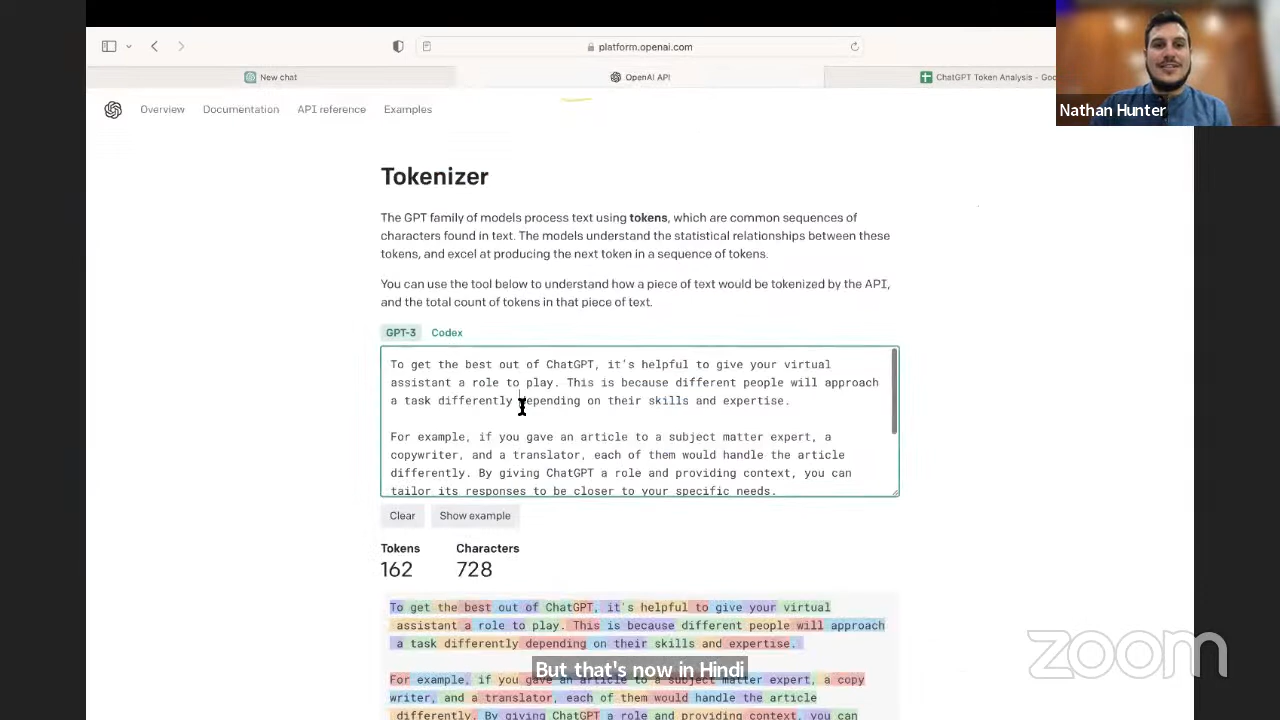 platform.openai.com
New chat
OpenAI API
ChatGPT Token Analysis - Goo
Nathan Hunter
Overview
Documentation
API reference
Examples
Tokenizer
The GPT family of models process text using tokens, which are common sequences of
characters found in text. The models understand the statistical relationships between these
tokens, and excel at producing the next token in a sequence of tokens.
You can use the tool below to understand how a piece of text would be tokenized by the API,
and the total count of tokens in that piece of text.
GPT-3 Codex
To get the best out of ChatGPT, it's helpful to give your virtual
assistant a role to play. This is because different people will approach
a task differently depending on their skills and expertise.
For example, if you gave an article to a subject matter expert, a
copywriter, and a translator, each of them would handle the article
differently. By giving ChatGPT a role and providing context, you can
tailor its responses to be closer to your specific needs.
Clear
Show example
Tokens Characters
162 728
To get the best out of ChatGPT, it's helpful to give your virtual
assistant a role to play. This is because different people will approach
a task differently depending on their skills and expertise.
But that's now in Hindi
For example, if you gave an article to a subject matter expert, a copy
writer, and a translator, each of them would handle the article
differently. By giving ChatGPT a role and providing context, you can
zoom